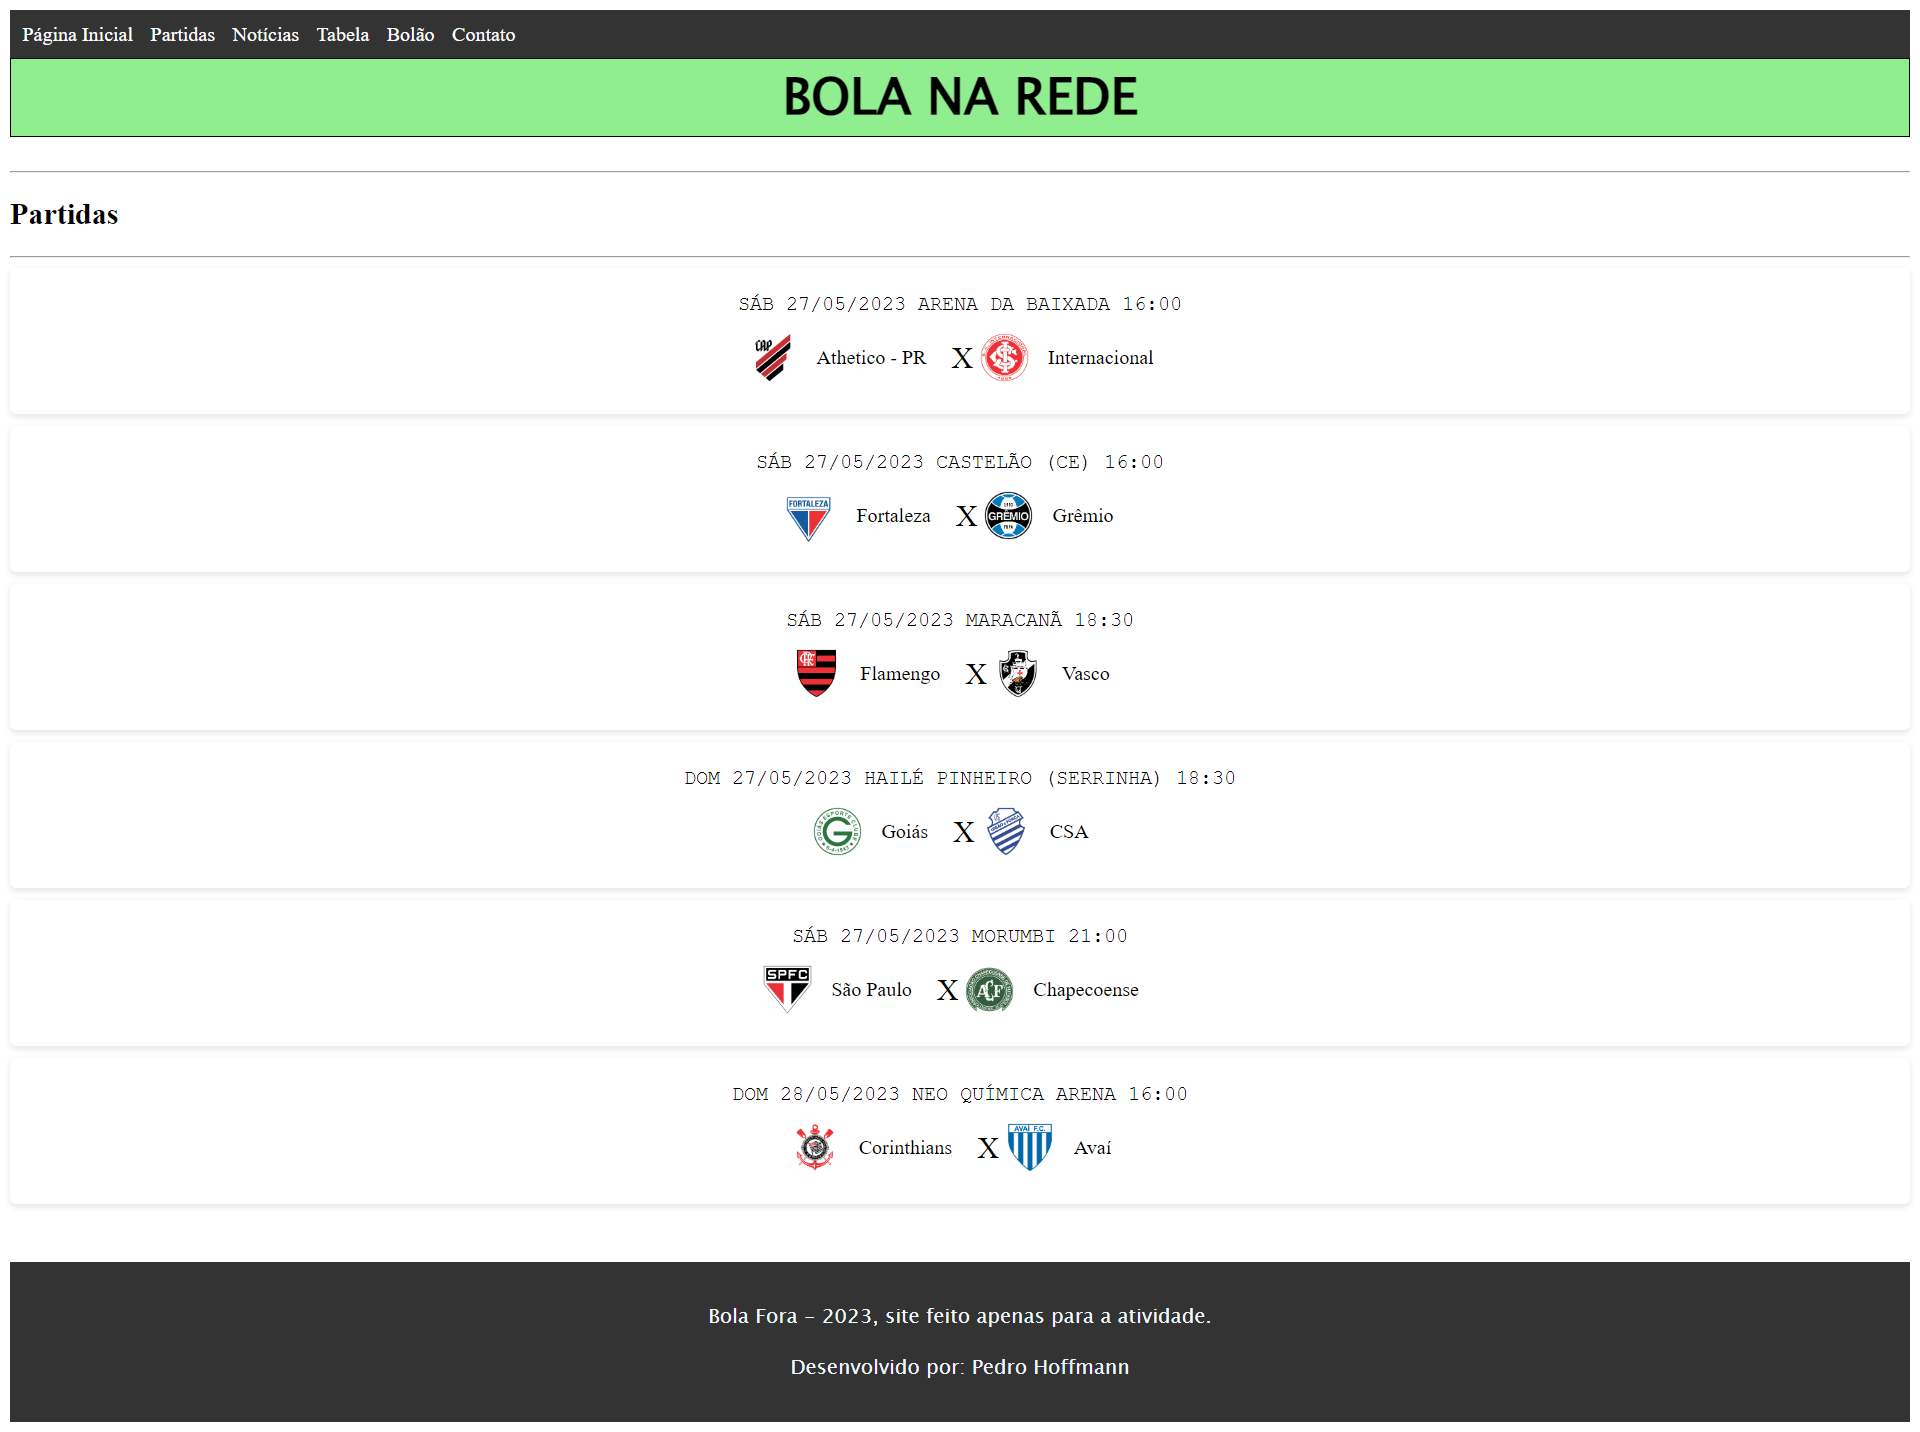 Página Inicial Partidas Notícias Tabela Bolão Contato
BOLA NA REDE
Partidas
SÁB 27/05/2023 ARENA DA BAIXADA 16:00
CAP Athetico - PR X Internacional
SÁB 27/05/2023 CASTELÃO (CE) 16:00
FORTALEZA Fortaleza X GRÊMIO Grêmio
SÁB 27/05/2023 MARACANÃ 18:30
Flamengo X Vasco
DOM 27/05/2023 HAILÉ PINHEIRO (SERRINHA) 18:30
Goiás X CSA
SÁB 27/05/2023 MORUMBI 21:00
SPFC São Paulo X Chapecoense
DOM 28/05/2023 NEO QUÍMICA ARENA 16:00
Corinthians X AVAÍ F.C. Avaí
Bola Fora - 2023, site feito apenas para a atividade.
Desenvolvido por: Pedro Hoffmann